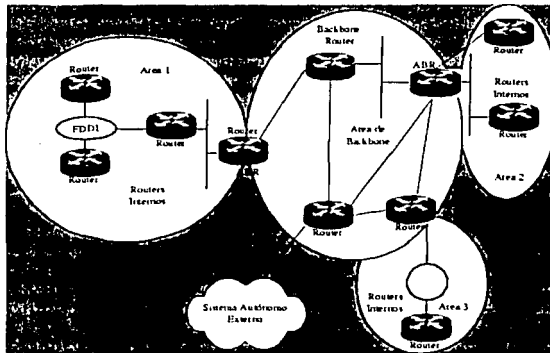 Backbone
Router
Router
Area 1
Router
ABR
Router
Routers
Internos
FDDI
Router
Router
Area de
Backbone
Router
Router
Area 2
Routers
Internos
Router
Router
Sistema Autónomo
Externo
Routers
Internos
Area 3
Router